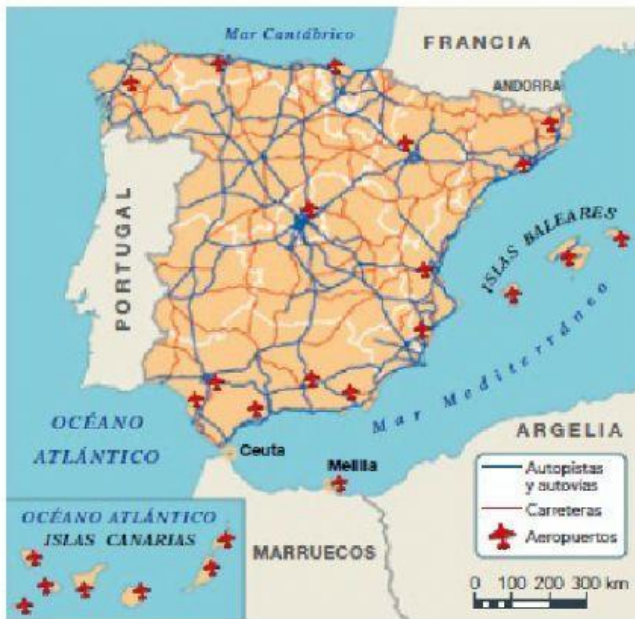 Mar Cantábrico
FRANCIA
ANDORRA
PORTUGAL
ISLAS BALEARES
Mar Mediterráneo
OCÉANO
ATLÁNTICO
Ceuta
Melilla
ARGELIA
MARRUECOS
OCÉANO ATLÁNTICO
ISLAS CANARIAS
Autopistas
y autovías
Carreteras
Aeropuertos
0 100 200 300 km